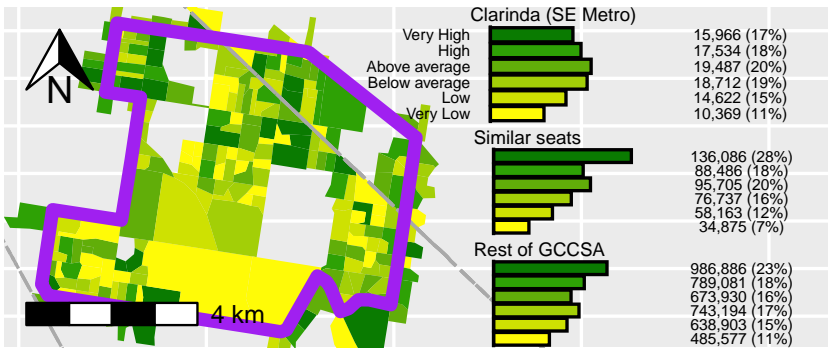 Clarinda (SE Metro)
Very High 15,966 (17%)
High 17,534 (18%)
Above average 19,487 (20%)
Below average 18,712 (19%)
Low 14,622 (15%)
Very Low 10,369 (11%)
Similar seats
136,086 (28%)
88,486 (18%)
95,705 (20%)
76,737 (16%)
58,163 (12%)
34,875 (7%)
Rest of GCCSA
986,886 (23%)
789,081 (18%)
673,930 (16%)
743,194 (17%)
638,903 (15%)
485,577 (11%)
N
4 km